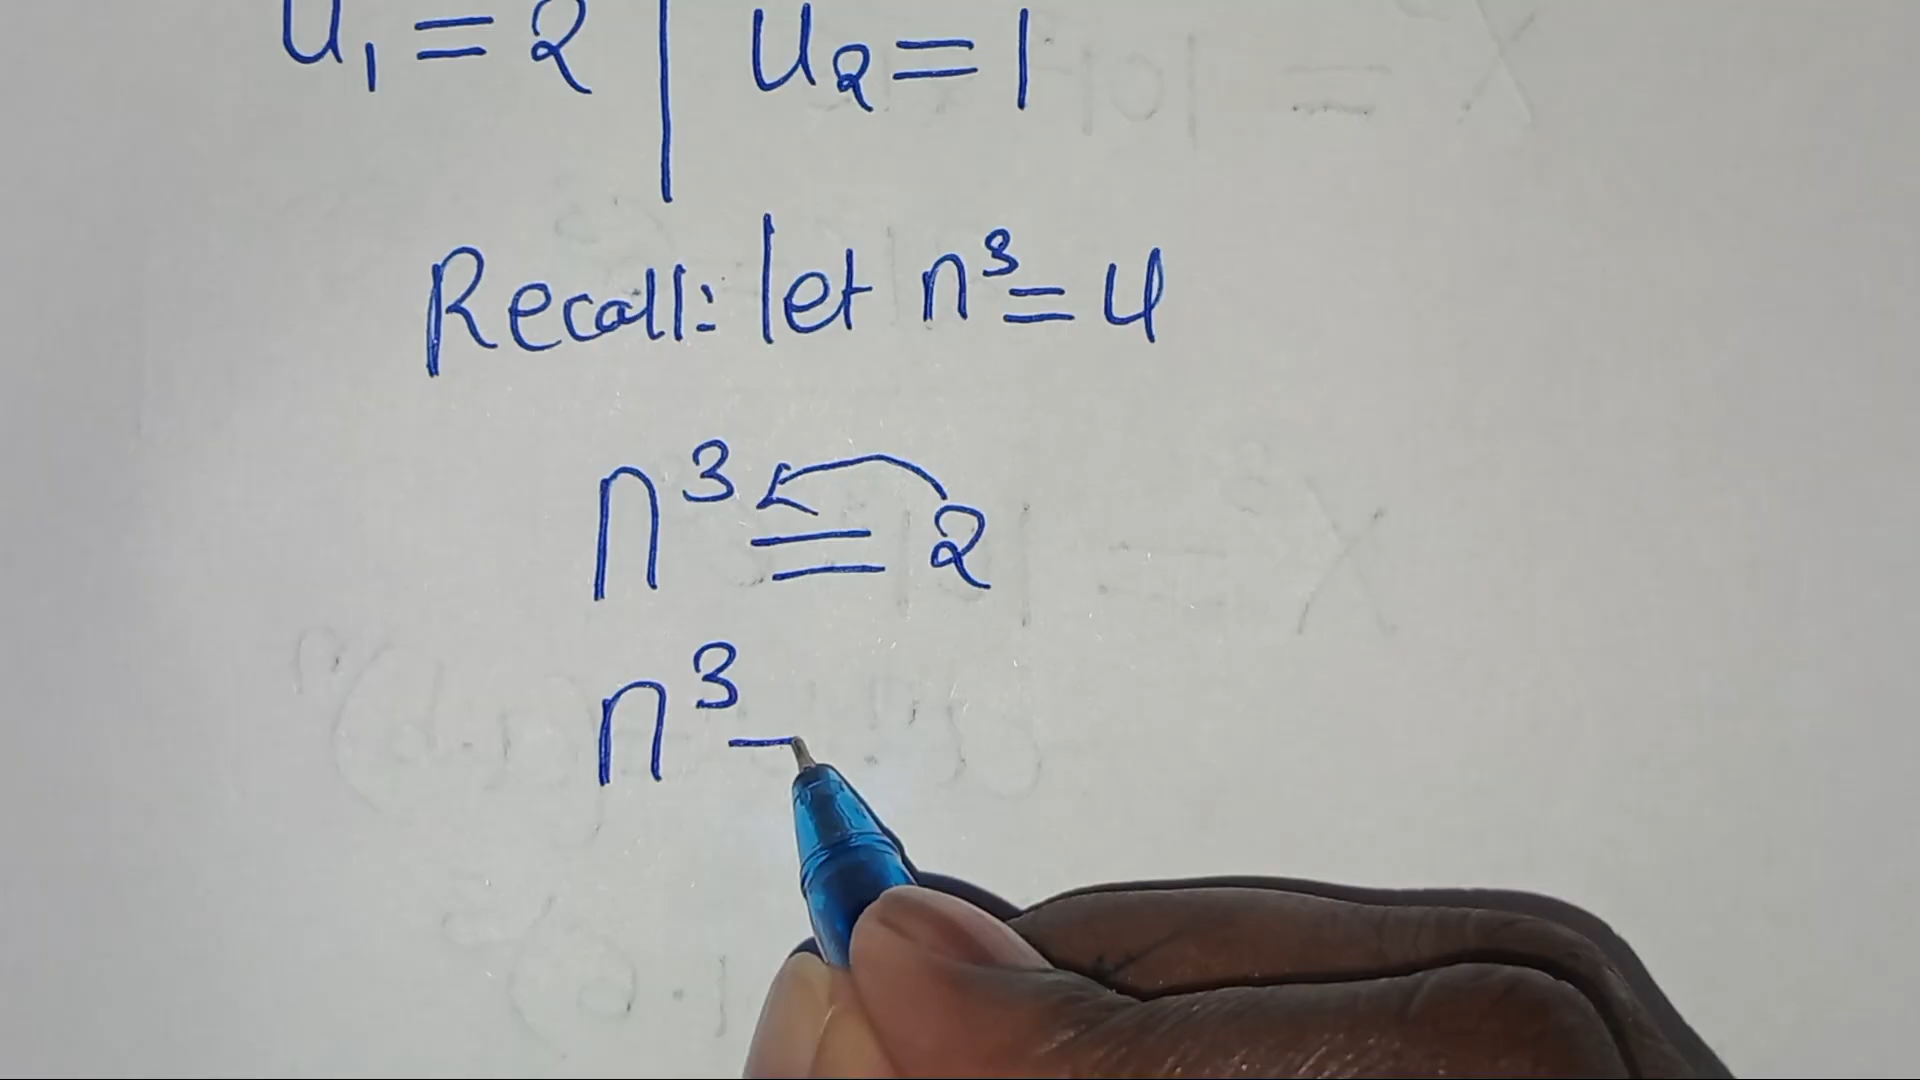 u₁ = 2 | u₂ = 1
Recall: let n³ = u
n³ = 2
n³ -